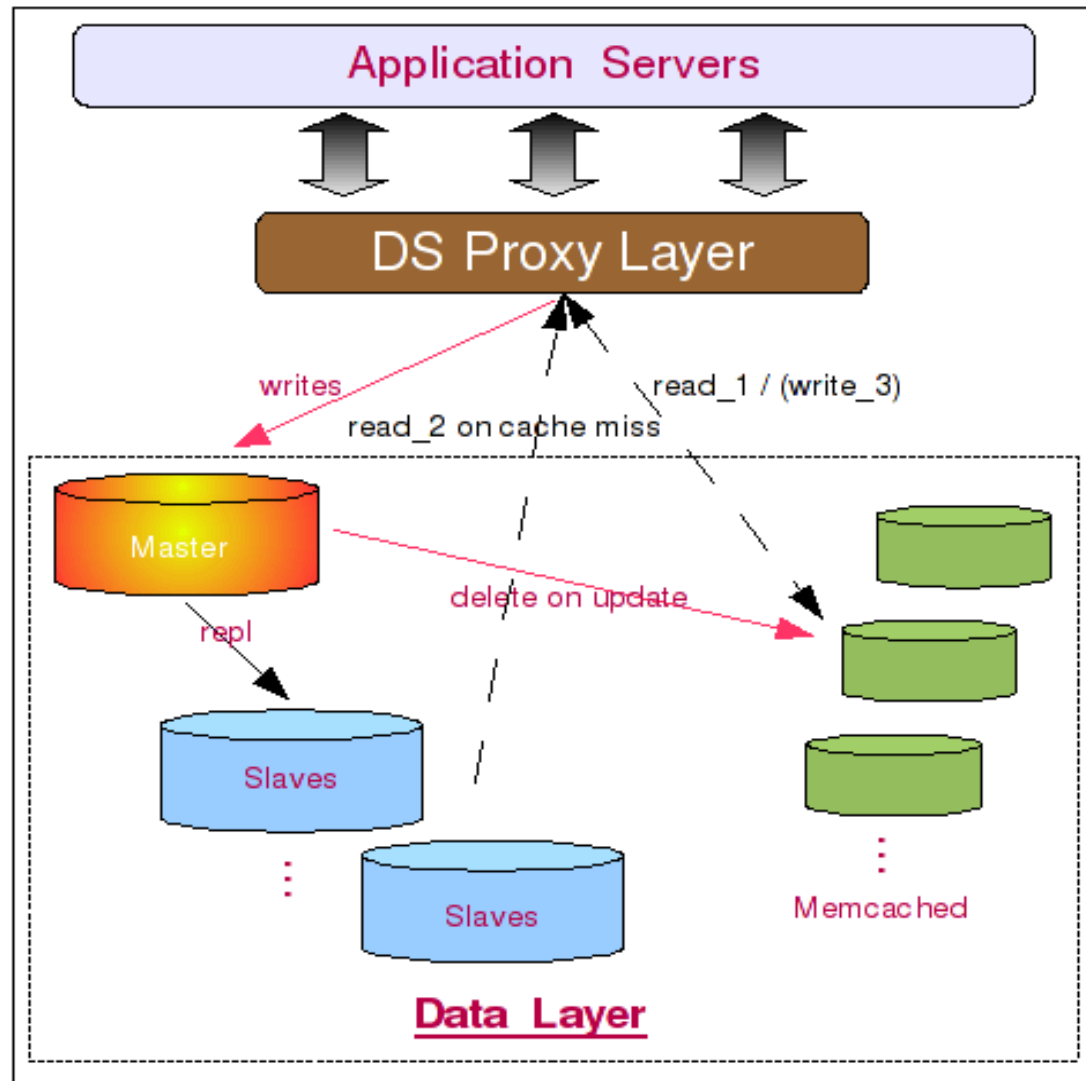 Application Servers
DS Proxy Layer
writes
read_1 / (write_3)
read_2 on cache miss
Master
delete on update
repl
Slaves
Slaves
Memcached
Data Layer